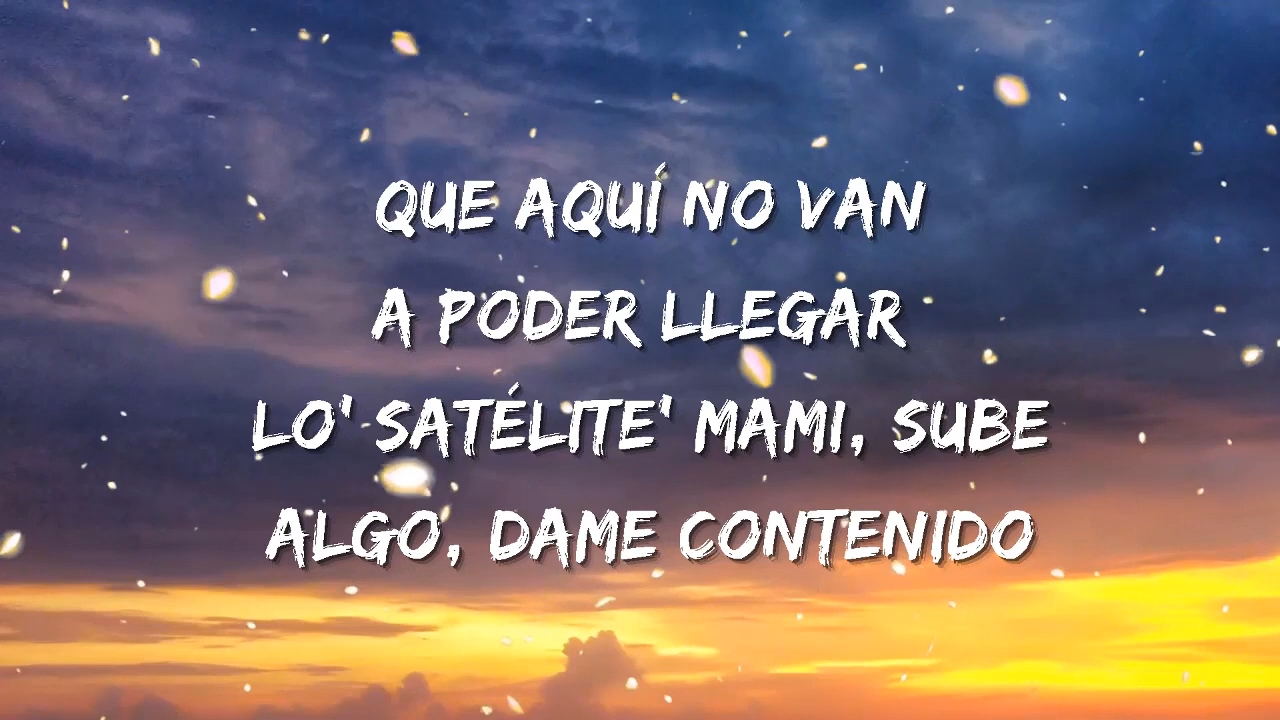 QUE AQUÍ NO VAN
A PODER LLEGAR
LO' SATÉLITE' MAMI, SUBE
ALGO, DAME CONTENIDO